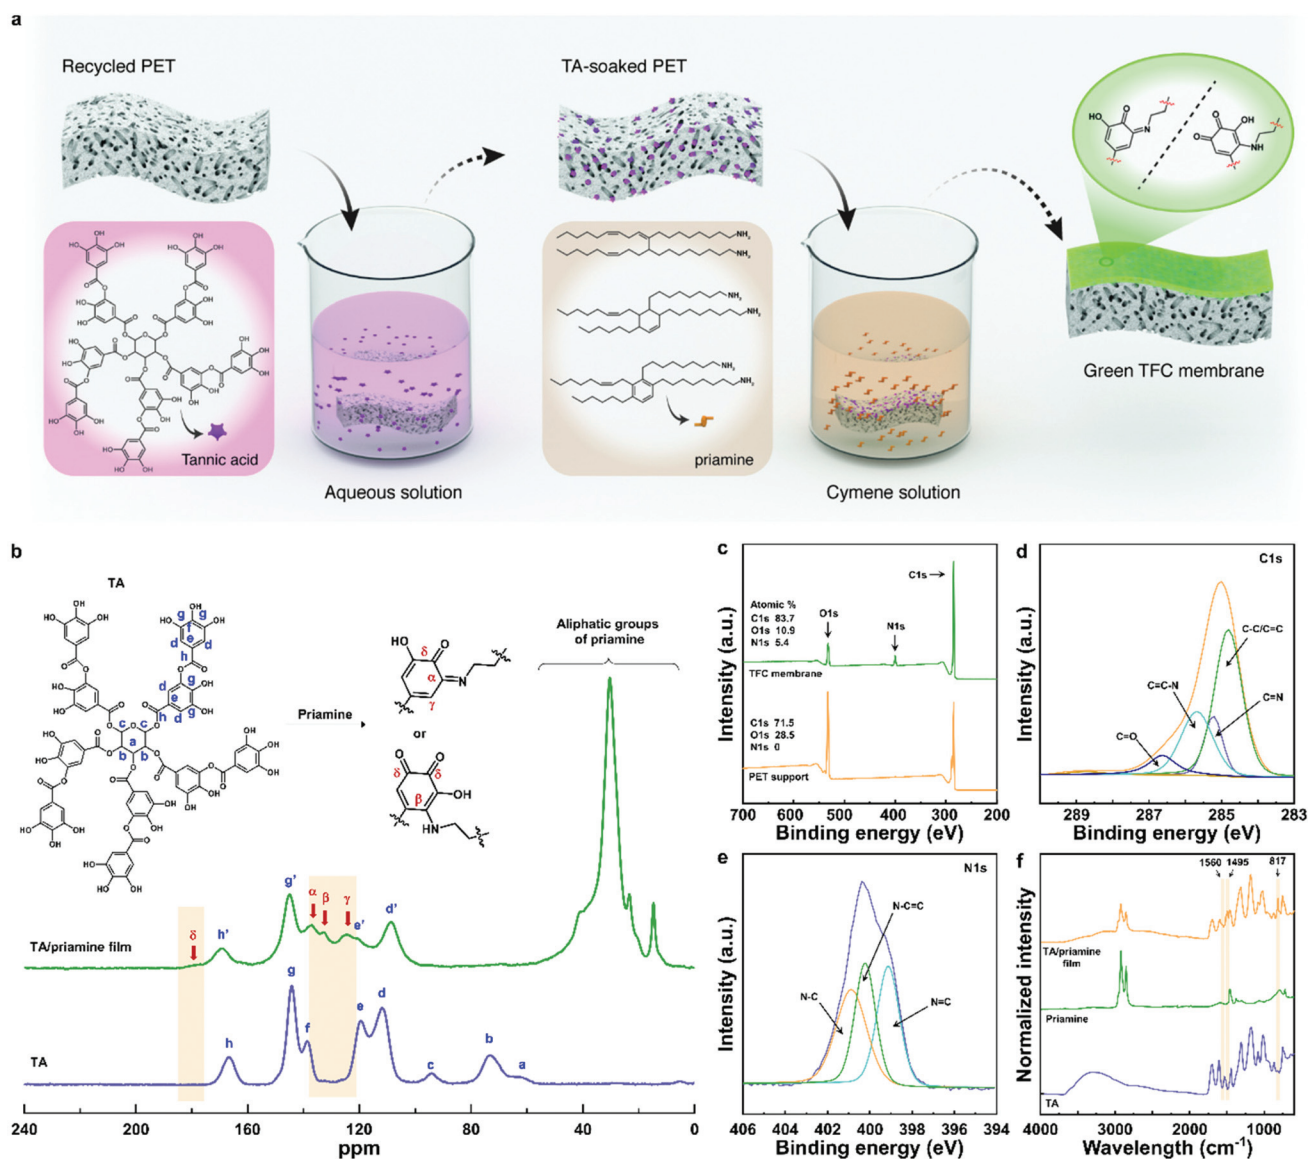 a
Recycled PET
TA-soaked PET
Tannic acid
Aqueous solution
priamine
Cymene solution
Green TFC membrane
b
TA
Priamine
or
Aliphatic groups
of priamine
δ
h'
g'
α
β
γ
e'
d'
TA/priamine film
h
g
f
e
d
c
b
a
TA
240
200
160
120
80
40
0
ppm
c
Intensity (a.u.)
C1s
O1s
N1s
Atomic %
C1s 83.7
O1s 10.9
N1s 5.4
TFC membrane
C1s 71.5
O1s 28.5
N1s 0
PET support
700 600 500 400 300 200
Binding energy (eV)
d
C1s
Intensity (a.u.)
C-C/C=C
C=C-N
C=N
C=O
289 287 285 283
Binding energy (eV)
e
N1s
Intensity (a.u.)
N-C=C
N-C
N=C
406 404 402 400 398 396 394
Binding energy (eV)
f
1560 1495 817
Normalized intensity
TA/priamine
film
Priamine
TA
4000 3000 2000 1000
Wavelength (cm⁻¹)